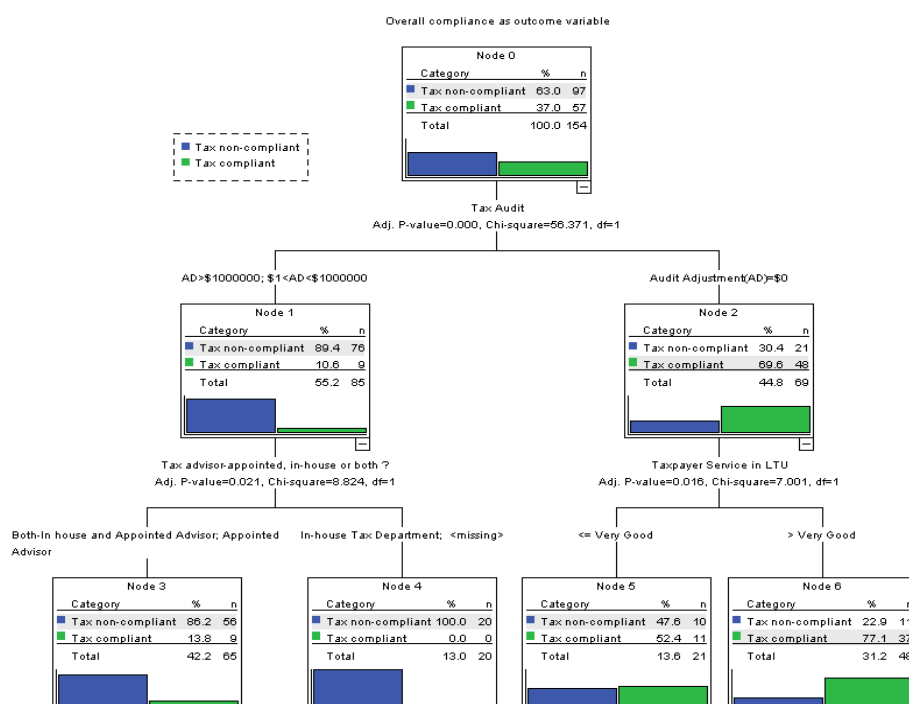 Overall compliance as outcome variable
Node 0
Category % n
Tax non-compliant 63.0 97
Tax compliant 37.0 57
Total 100.0 154
Tax non-compliant
Tax compliant
Tax Audit
Adj. P-value=0.000, Chi-square=56.371, df=1
AD>$1000000; $1<AD<$1000000
Audit Adjustment(AD)=$0
Node 1
Category % n
Tax non-compliant 89.4 76
Tax compliant 10.6 9
Total 55.2 85
Node 2
Category % n
Tax non-compliant 30.4 21
Tax compliant 69.6 48
Total 44.8 69
Tax advisor-appointed, in-house or both ?
Adj. P-value=0.021, Chi-square=8.824, df=1
Taxpayer Service in LTU
Adj. P-value=0.016, Chi-square=7.001, df=1
Both-In house and Appointed Advisor; Appointed
Advisor
In-house Tax Department; <missing>
<= Very Good
> Very Good
Node 3
Category % n
Tax non-compliant 86.2 56
Tax compliant 13.8 9
Total 42.2 65
Node 4
Category % n
Tax non-compliant 100.0 20
Tax compliant 0.0 0
Total 13.0 20
Node 5
Category % n
Tax non-compliant 47.6 10
Tax compliant 52.4 11
Total 13.6 21
Node 6
Category % n
Tax non-compliant 22.9 11
Tax compliant 77.1 37
Total 31.2 48